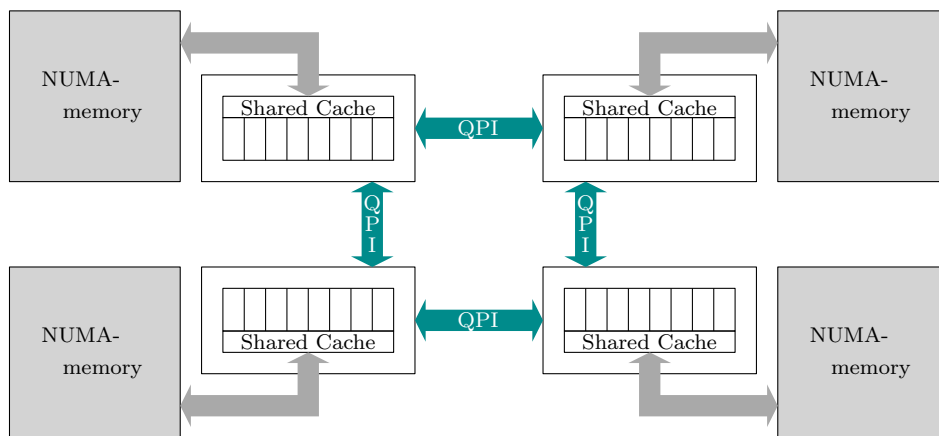 NUMA-
memory
Shared Cache
QPI
Shared Cache
NUMA-
memory
Q
P
I
Q
P
I
NUMA-
memory
Shared Cache
QPI
Shared Cache
NUMA-
memory